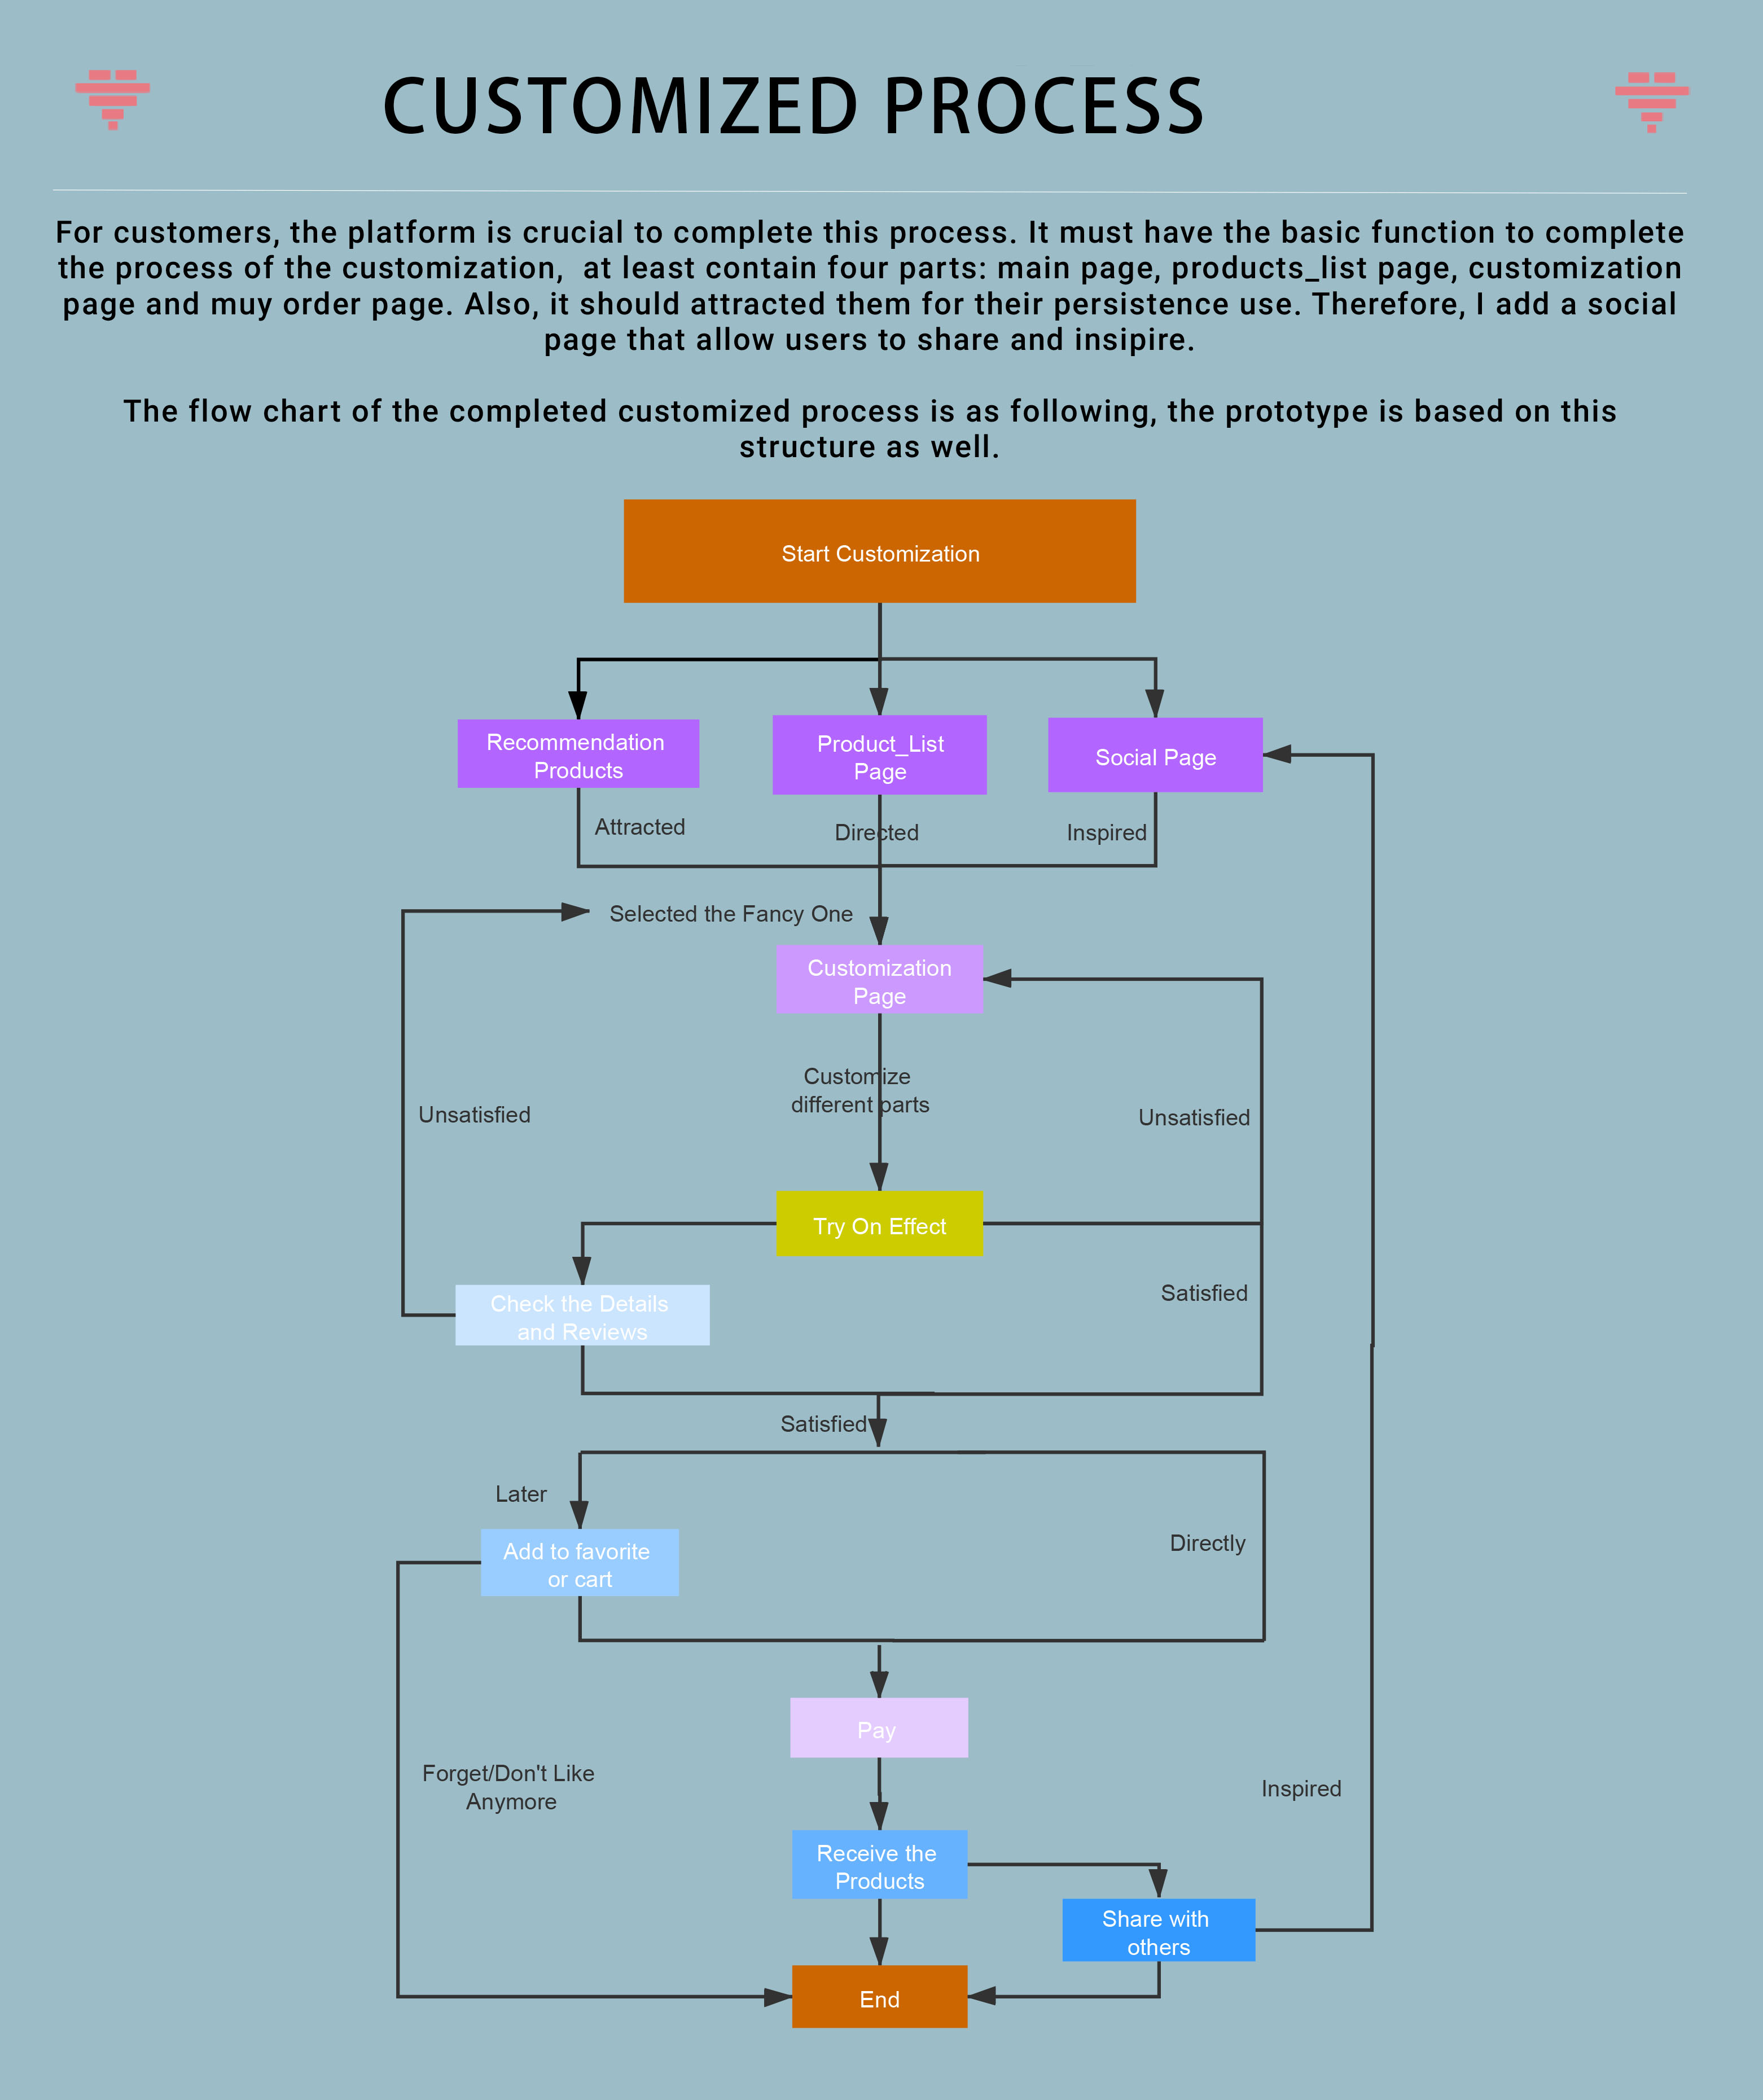 CUSTOMIZED PROCESS
For customers, the platform is crucial to complete this process. It must have the basic function to complete
the process of the customization,  at least contain four parts: main page, products_list page, customization
page and muy order page. Also, it should attracted them for their persistence use. Therefore, I add a social
page that allow users to share and insipire.
The flow chart of the completed customized process is as following, the prototype is based on this
structure as well.
Start Customization
Recommendation
Products
Product_List
Page
Social Page
Attracted
Directed
Inspired
Selected the Fancy One
Customization
Page
Customize
different parts
Unsatisfied
Unsatisfied
Try On Effect
Check the Details
and Reviews
Satisfied
Satisfied
Later
Add to favorite
or cart
Directly
Pay
Forget/Don't Like
Anymore
Inspired
Receive the
Products
Share with
others
End